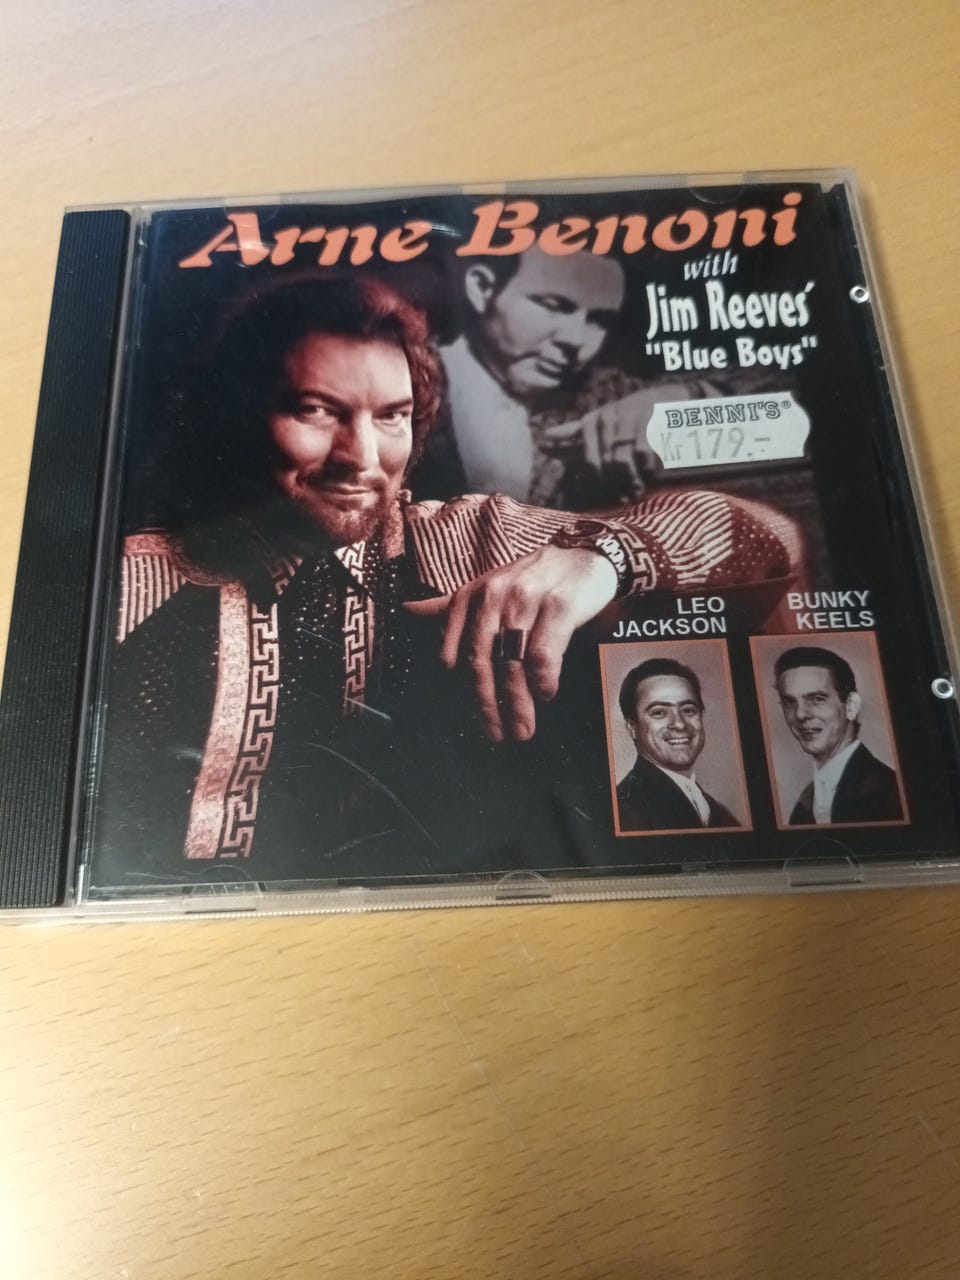 Arne Benoni
with
Jim Reeves'
"Blue Boys"
BENNI'S®
Kr 179.-
LEO
JACKSON
BUNKY
KEELS